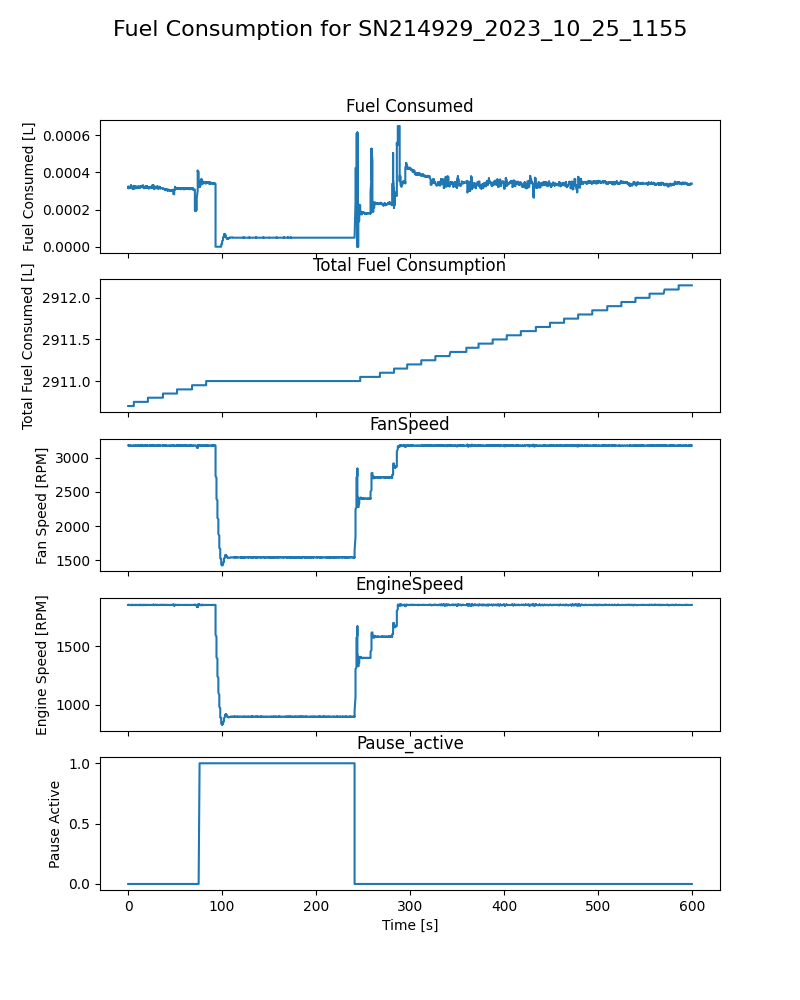 Fuel Consumption for SN214929_2023_10_25_1155
Fuel Consumed
Fuel Consumed [L]
0.0006
0.0004
0.0002
0.0000
Total Fuel Consumption
Total Fuel Consumed [L]
2912.0
2911.5
2911.0
FanSpeed
Fan Speed [RPM]
3000
2500
2000
1500
EngineSpeed
Engine Speed [RPM]
1500
1000
Pause_active
Pause Active
1.0
0.5
0.0
0 100 200 300 400 500 600
Time [s]